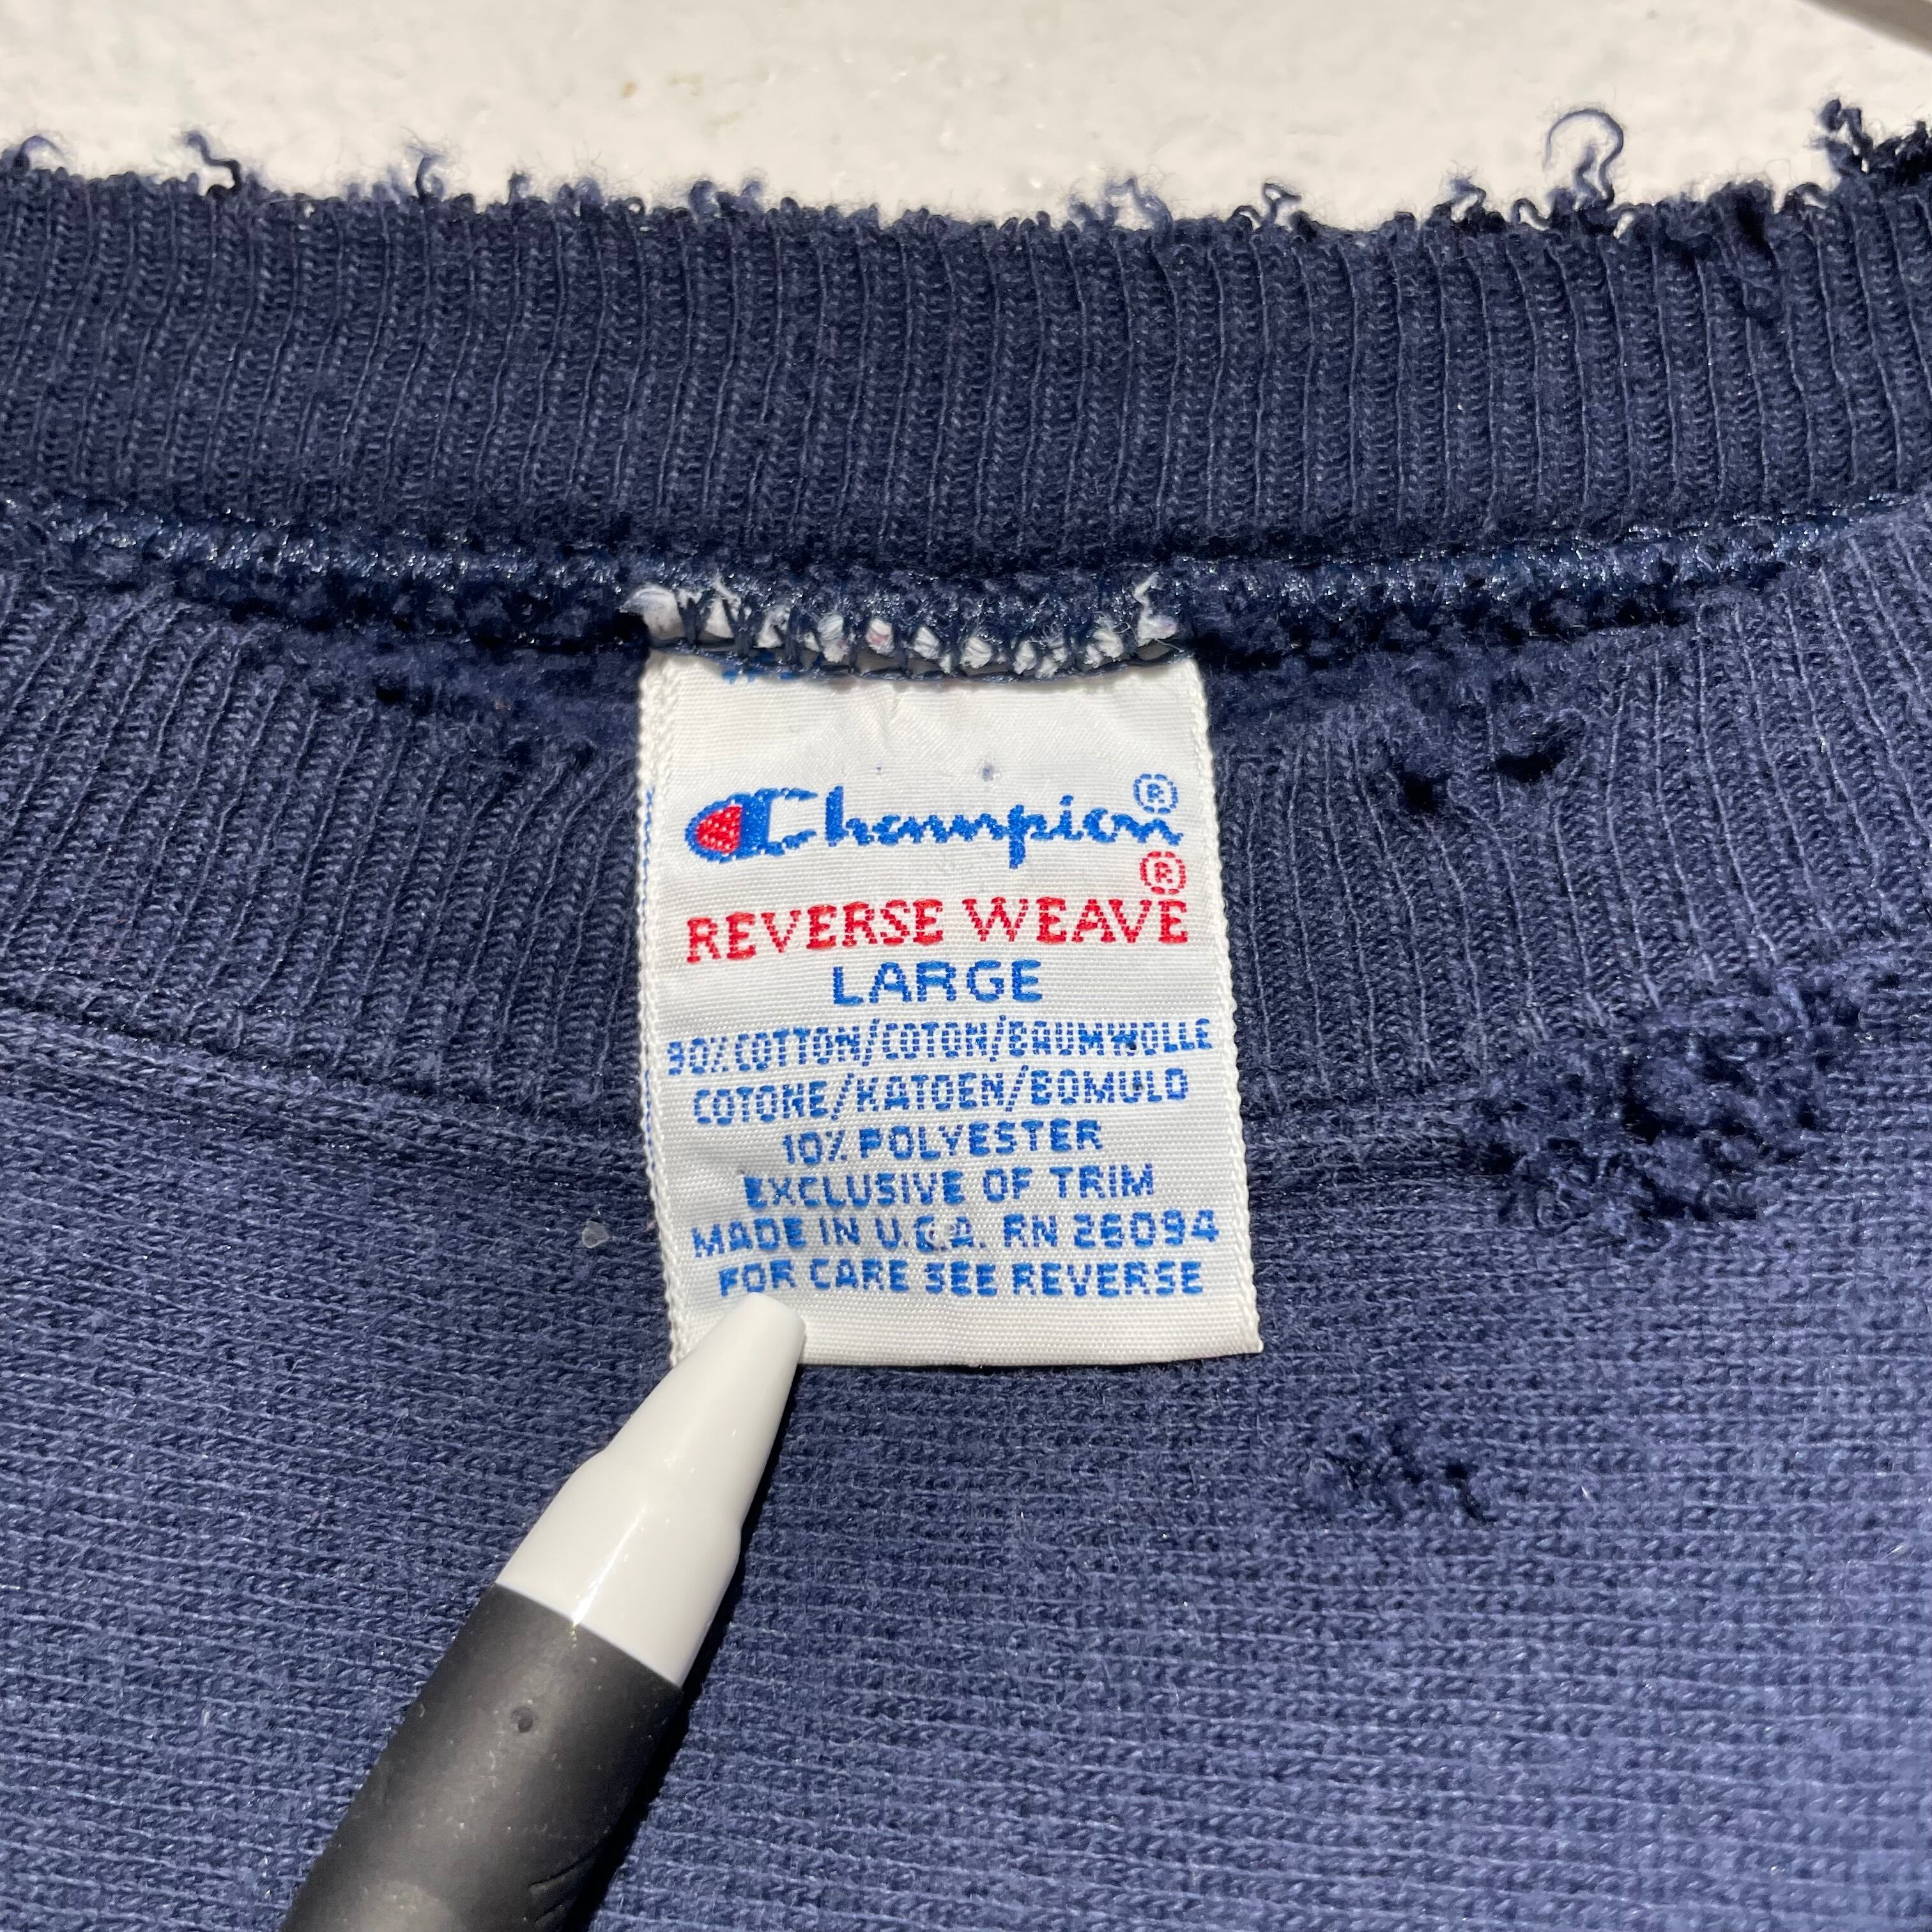 Champion®
REVERSE WEAVE®
LARGE
90% COTTON/COTON/BAUMWOLLE
COTONE/KATOEN/BOMULD
10% POLYESTER
EXCLUSIVE OF TRIM
MADE IN U.S.A. RN 26094
FOR CARE SEE REVERSE